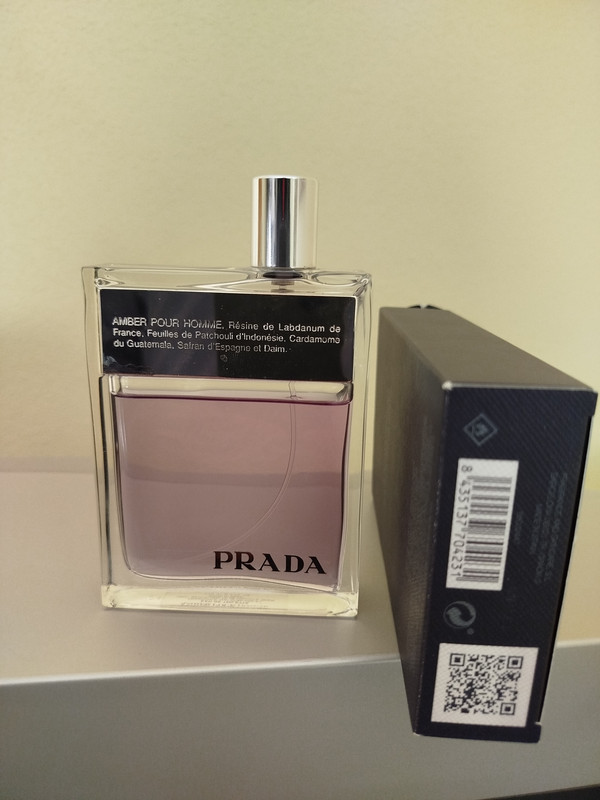 AMBER POUR HOMME. Résine de Labdanum de
France, Feuilles de Patchouli d'Indonésie, Cardamome
du Guatemala, Safran d'Espagne et Daim.
PRADA
8 435137 704231